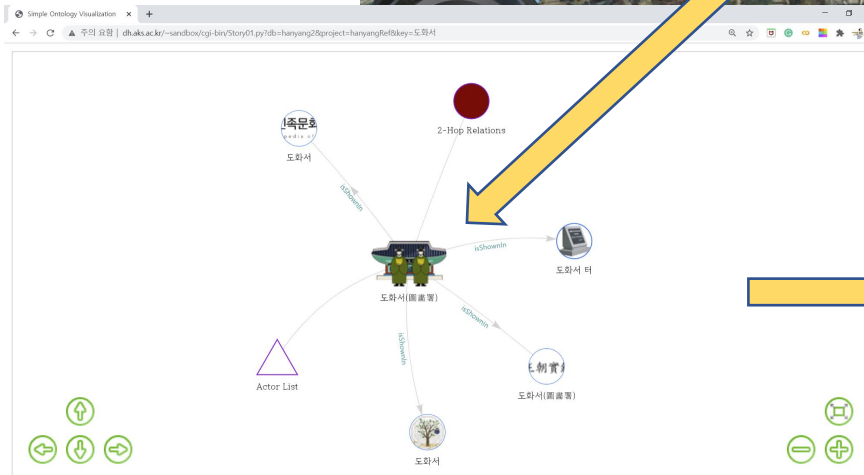 Simple Ontology Visualization
주의 요함 | dh.aks.ac.kr/~sandbox/cgi-bin/Story01.py?db=hanyang2&project=hanyangRef&key=도화서
2-Hop Relations
도화서
isShownIn
isShownIn
도화서 터
도화서(圖畫署)
isShownIn
isShownIn
Actor List
도화서(圖畫署)
도화서